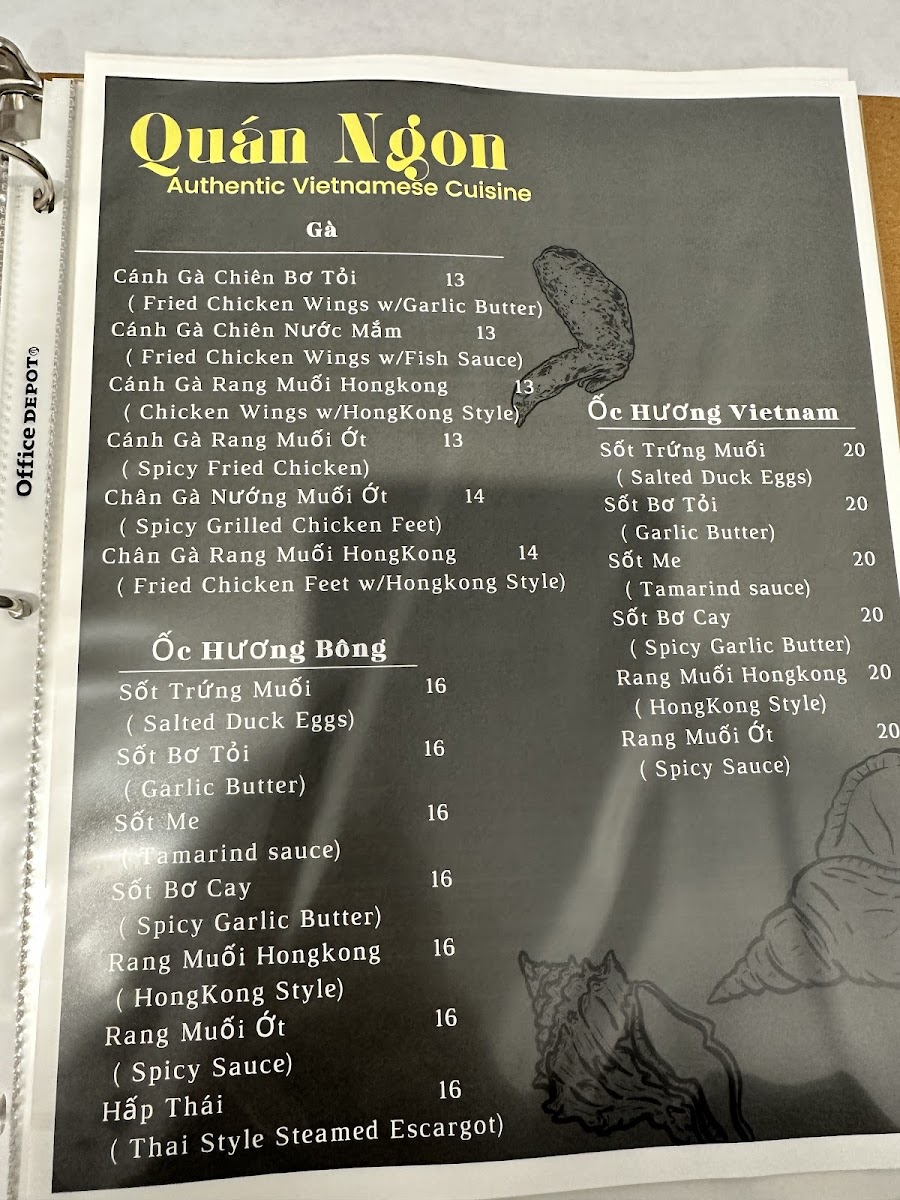 Quán Ngon
Authentic Vietnamese Cuisine
Gà
Cánh Gà Chiên Bơ Tỏi 13
( Fried Chicken Wings w/Garlic Butter)
Cánh Gà Chiên Nước Mắm 13
( Fried Chicken Wings w/Fish Sauce)
Cánh Gà Rang Muối Hongkong 13
( Chicken Wings w/HongKong Style)
Cánh Gà Rang Muối Ớt 13
( Spicy Fried Chicken)
Chân Gà Nướng Muối Ớt 14
( Spicy Grilled Chicken Feet)
Chân Gà Rang Muối HongKong 14
( Fried Chicken Feet w/Hongkong Style)
Ốc Hương Bông
Sốt Trứng Muối 16
( Salted Duck Eggs)
Sốt Bơ Tỏi 16
( Garlic Butter)
Sốt Me 16
( Tamarind sauce)
Sốt Bơ Cay 16
( Spicy Garlic Butter)
Rang Muối Hongkong 16
( HongKong Style)
Rang Muối Ớt 16
( Spicy Sauce)
Hấp Thái 16
( Thai Style Steamed Escargot)
Ốc Hương Vietnam
Sốt Trứng Muối 20
( Salted Duck Eggs)
Sốt Bơ Tỏi 20
( Garlic Butter)
Sốt Me 20
( Tamarind sauce)
Sốt Bơ Cay 20
( Spicy Garlic Butter)
Rang Muối Hongkong 20
( HongKong Style)
Rang Muối Ớt 20
( Spicy Sauce)
Office DEPOT®